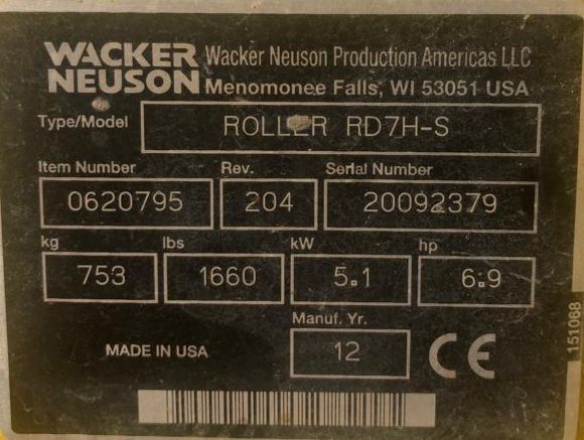 WACKER NEUSON Wacker Neuson Production Americas LLC
Menomonee Falls, WI 53051 USA
Type/Model ROLLER RD7H-S
Item Number Rev. Serial Number
0620795 204 20092379
kg lbs kW hp
753 1660 5.1 6.9
Manuf. Yr.
MADE IN USA 12 CE
151068